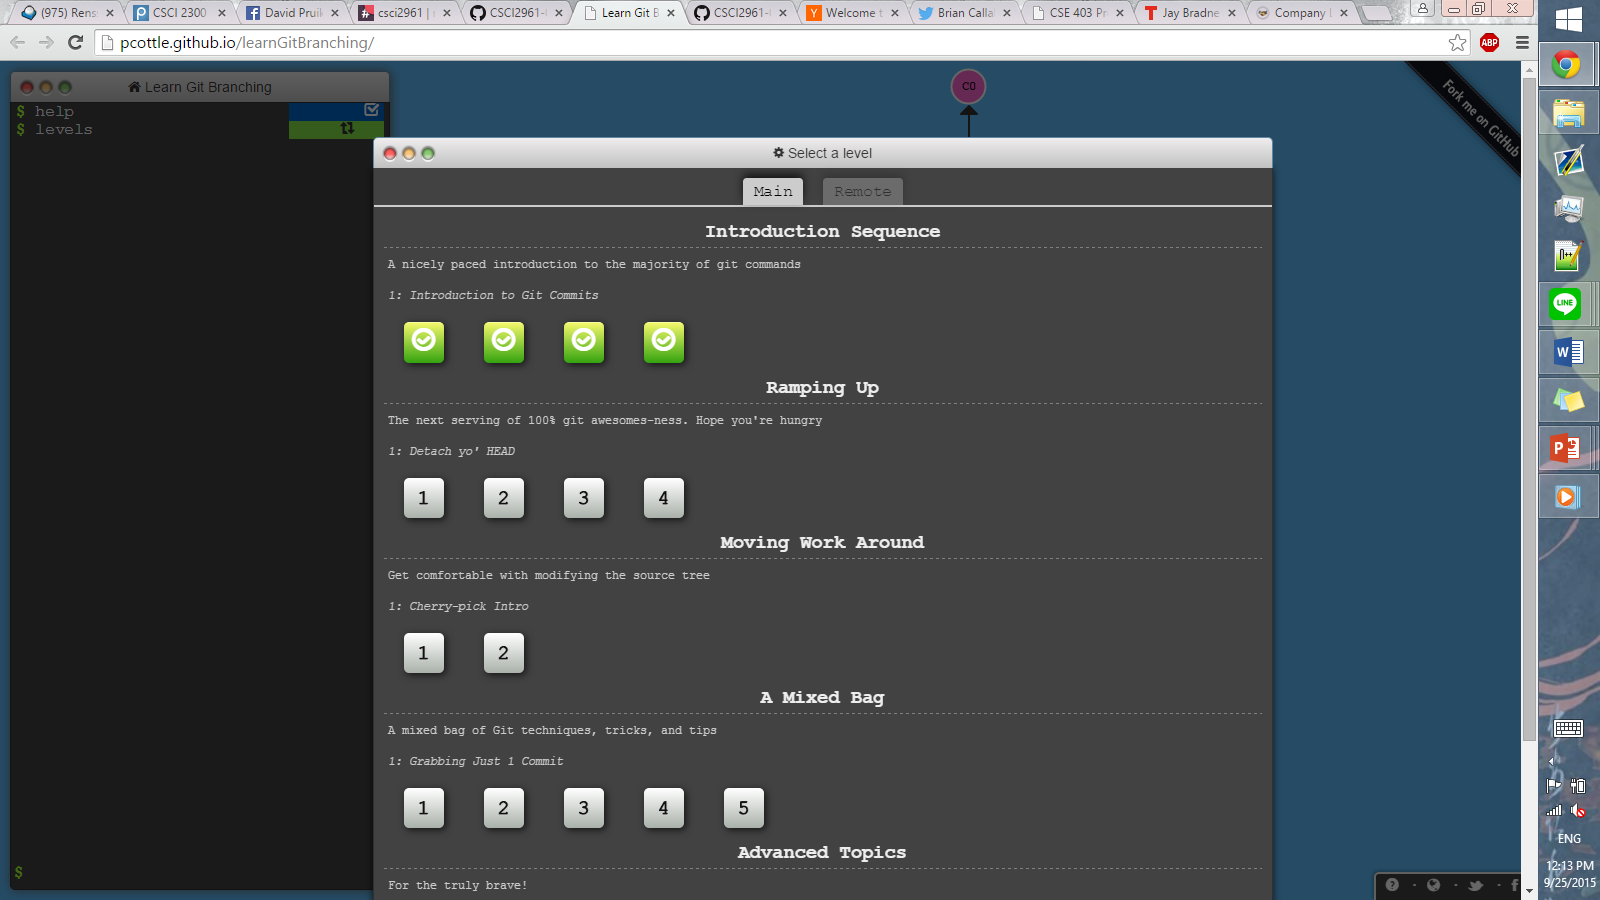 (975) Rens
CSCI 2300
David Pruik
csci2961 | r
CSCI2961-
Learn Git B
CSCI2961-
Welcome t
Brian Calla
CSE 403 Pr
Jay Bradne
Company L
pcottle.github.io/learnGitBranching/
ABP
Learn Git Branching
$ help
$ levels
$
C0
Fork me on GitHub
Select a level
Main Remote
Introduction Sequence
A nicely paced introduction to the majority of git commands
1: Introduction to Git Commits
Ramping Up
The next serving of 100% git awesomes-ness. Hope you're hungry
1: Detach yo' HEAD
1 2 3 4
Moving Work Around
Get comfortable with modifying the source tree
1: Cherry-pick Intro
1 2
A Mixed Bag
A mixed bag of Git techniques, tricks, and tips
1: Grabbing Just 1 Commit
1 2 3 4 5
Advanced Topics
For the truly brave!
LINE
ENG
12:13 PM
9/25/2015